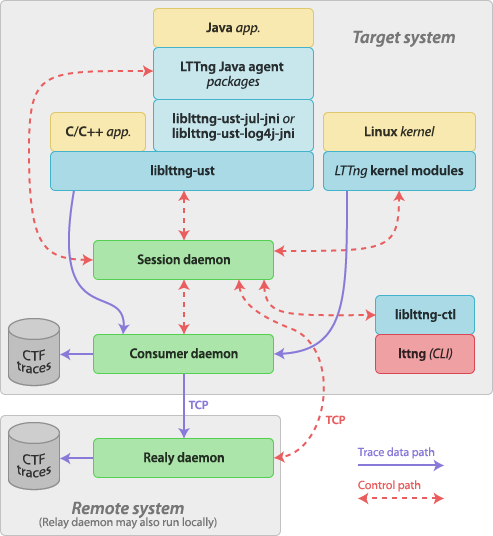 Java app.
Target system
LTTng Java agent
packages
C/C++ app.
liblttng-ust-jul-jni or
liblttng-ust-log4j-jni
Linux kernel
liblttng-ust
LTTng kernel modules
Session daemon
liblttng-ctl
CTF
traces
Consumer daemon
lttng (CLI)
TCP
TCP
CTF
traces
Realy daemon
Trace data path
Control path
Remote system
(Relay daemon may also run locally)